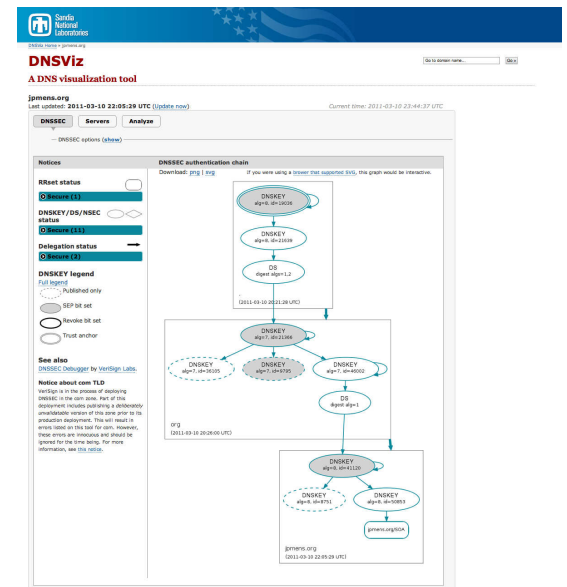 Sandia
National
Laboratories
DNSViz Home » jpmens.org
DNSViz
Go to domain name...
Go »
A DNS visualization tool
jpmens.org
Last updated: 2011-03-10 22:05:29 UTC (Update now)
Current time: 2011-03-10 23:44:37 UTC
DNSSEC
Servers
Analyze
DNSSEC options (show)
Notices
DNSSEC authentication chain
Download: png | svg
If you were using a browser that supported SVG, this graph would be interactive.
RRset status
Secure (1)
DNSKEY/DS/NSEC
status
Secure (11)
Delegation status
Secure (2)
DNSKEY legend
Full legend
Published only
SEP bit set
Revoke bit set
Trust anchor
See also
DNSSEC Debugger by VeriSign Labs.
Notice about com TLD
VeriSign is in the process of deploying
DNSSEC in the com zone. Part of this
deployment includes publishing a deliberately
unvalidatable version of this zone prior to its
production deployment. This will result in
errors listed on this tool for com. However,
these errors are innocuous and should be
ignored for the time being. For more
information, see this notice.
DNSKEY
alg=8, id=19036
DNSKEY
alg=8, id=21639
DS
digest algs=1,2
.
(2011-03-10 20:21:28 UTC)
DNSKEY
alg=7, id=21366
DNSKEY
alg=7, id=36105
DNSKEY
alg=7, id=9795
DNSKEY
alg=7, id=48002
DS
digest alg=1
org
(2011-03-10 20:26:00 UTC)
DNSKEY
alg=8, id=41120
DNSKEY
alg=8, id=8751
DNSKEY
alg=8, id=50853
jpmens.org/SOA
jpmens.org
(2011-03-10 22:05:29 UTC)